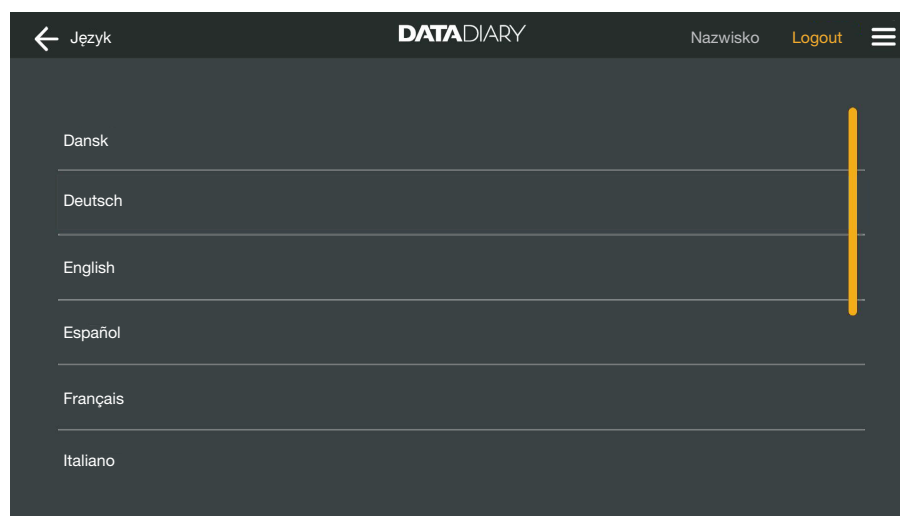 Język DATADIARY Nazwisko Logout
Dansk
Deutsch
English
Español
Français
Italiano